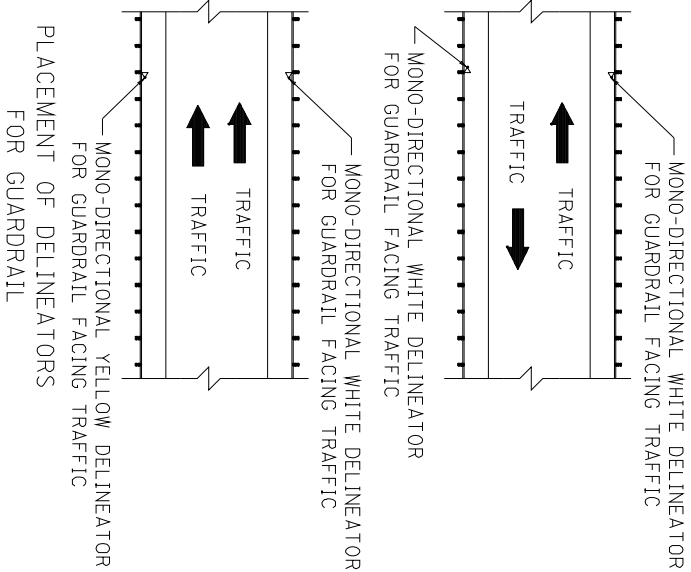 MONO-DIRECTIONAL WHITE DELINEATOR
FOR GUARDRAIL FACING TRAFFIC
TRAFFIC
TRAFFIC
MONO-DIRECTIONAL WHITE DELINEATOR
FOR GUARDRAIL FACING TRAFFIC
MONO-DIRECTIONAL WHITE DELINEATOR
FOR GUARDRAIL FACING TRAFFIC
TRAFFIC
TRAFFIC
MONO-DIRECTIONAL YELLOW DELINEATOR
FOR GUARDRAIL FACING TRAFFIC
PLACEMENT OF DELINEATORS
FOR GUARDRAIL